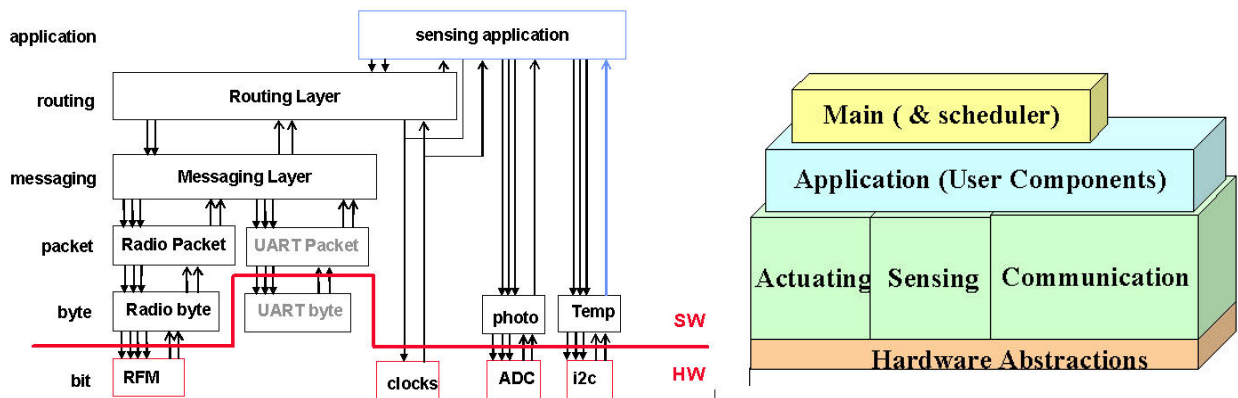 application
sensing application
routing
Routing Layer
messaging
Messaging Layer
packet
Radio Packet
UART Packet
byte
Radio byte
UART byte
photo
Temp
SW
bit
RFM
clocks
ADC
i2c
HW
Main ( & scheduler)
Application (User Components)
Actuating
Sensing
Communication
Hardware Abstractions